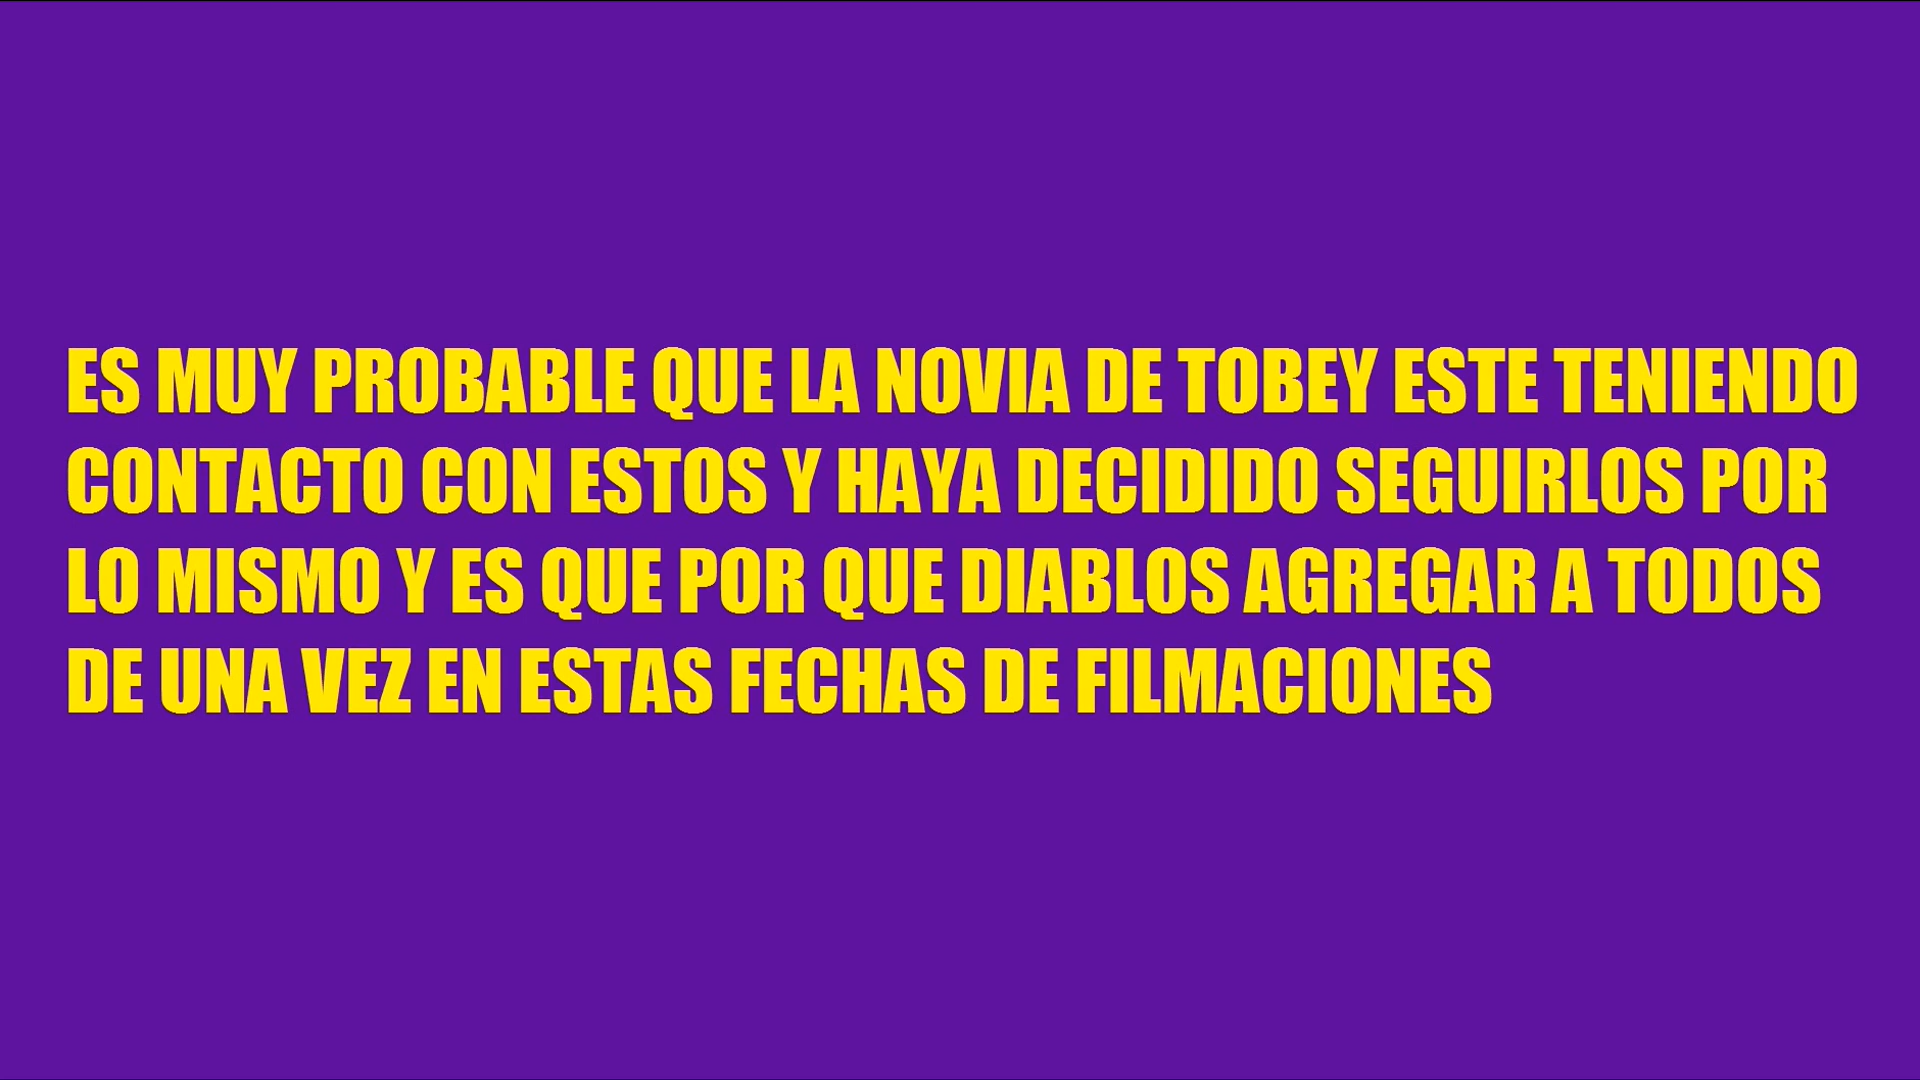 ES MUY PROBABLE QUE LA NOVIA DE TOBEY ESTE TENIENDO
CONTACTO CON ESTOS Y HAYA DECIDIDO SEGUIRLOS POR
LO MISMO Y ES QUE POR QUE DIABLOS AGREGAR A TODOS
DE UNA VEZ EN ESTAS FECHAS DE FILMACIONES